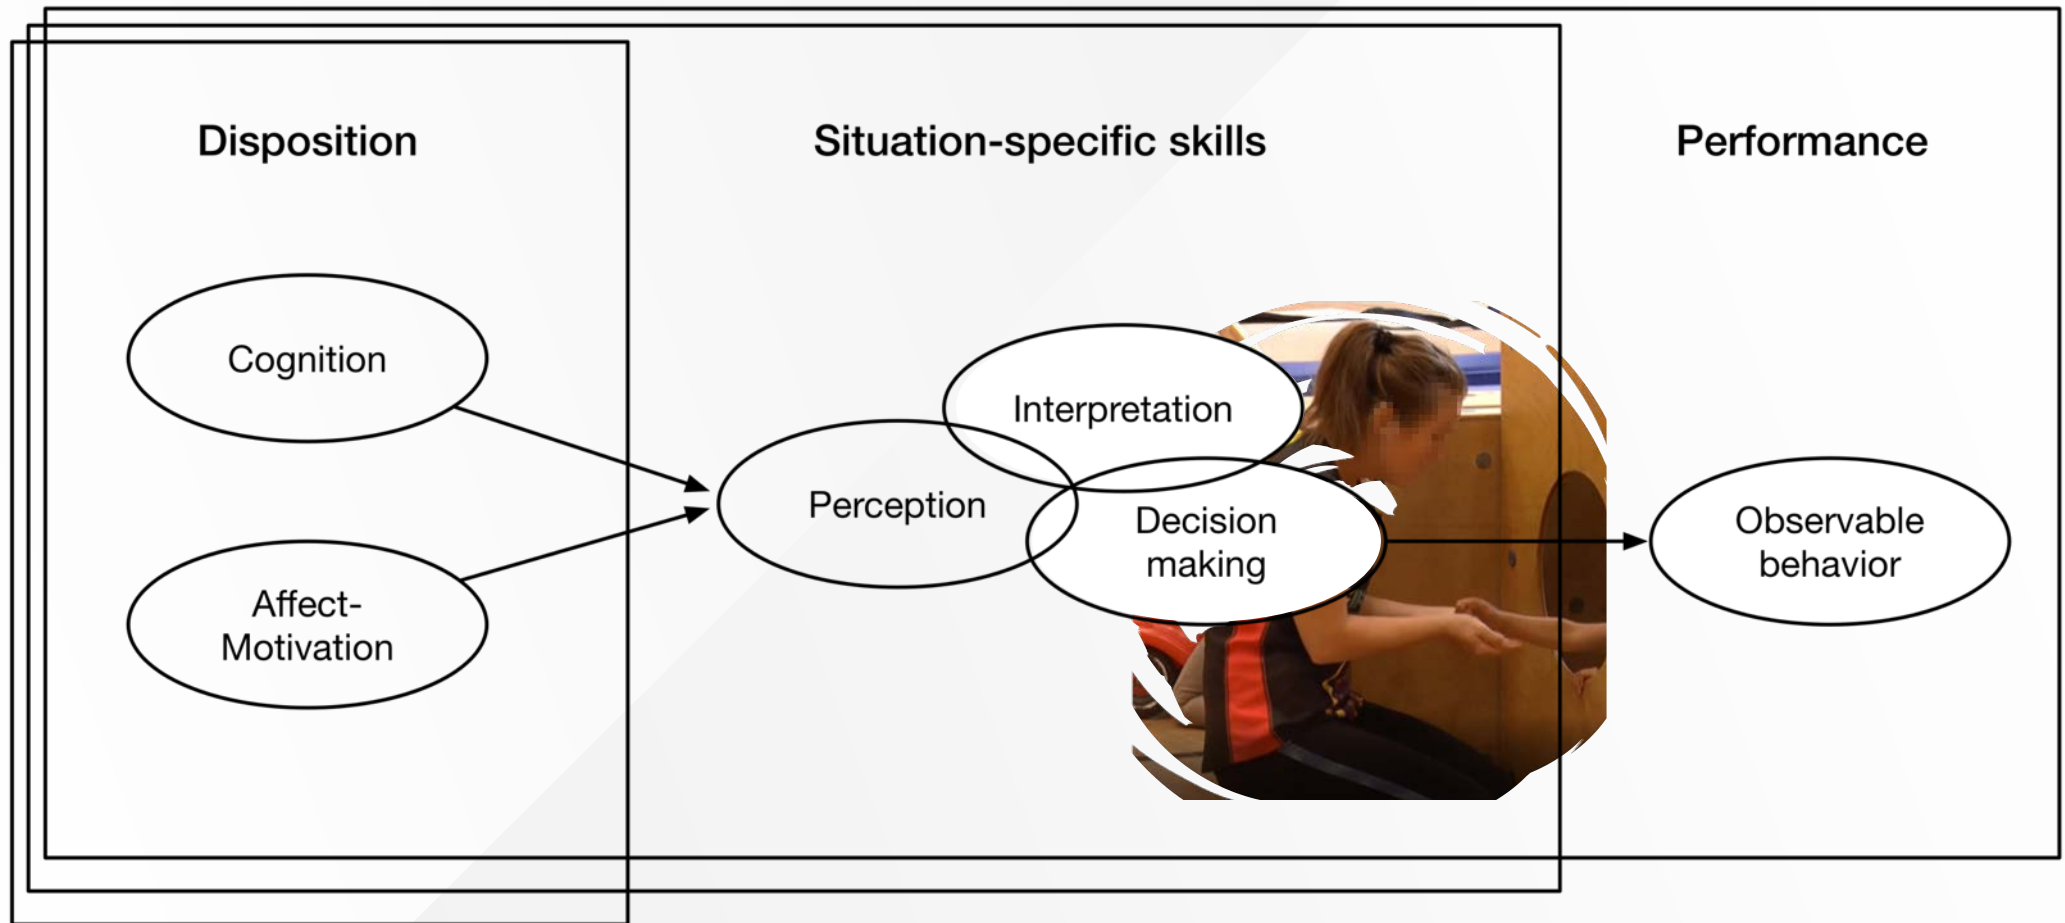 Disposition
Situation-specific skills
Performance
Cognition
Affect-
Motivation
Perception
Interpretation
Decision
making
Observable
behavior